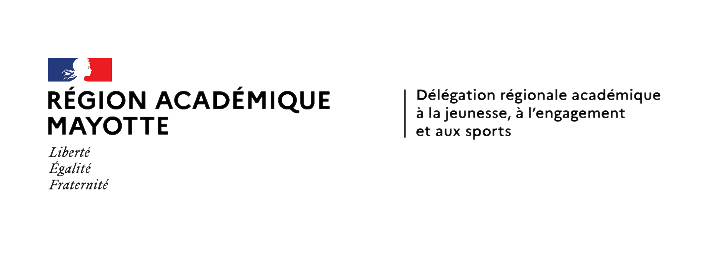 RÉGION ACADÉMIQUE
MAYOTTE
Liberté
Égalité
Fraternité
Délégation régionale académique
à la jeunesse, à l'engagement
et aux sports